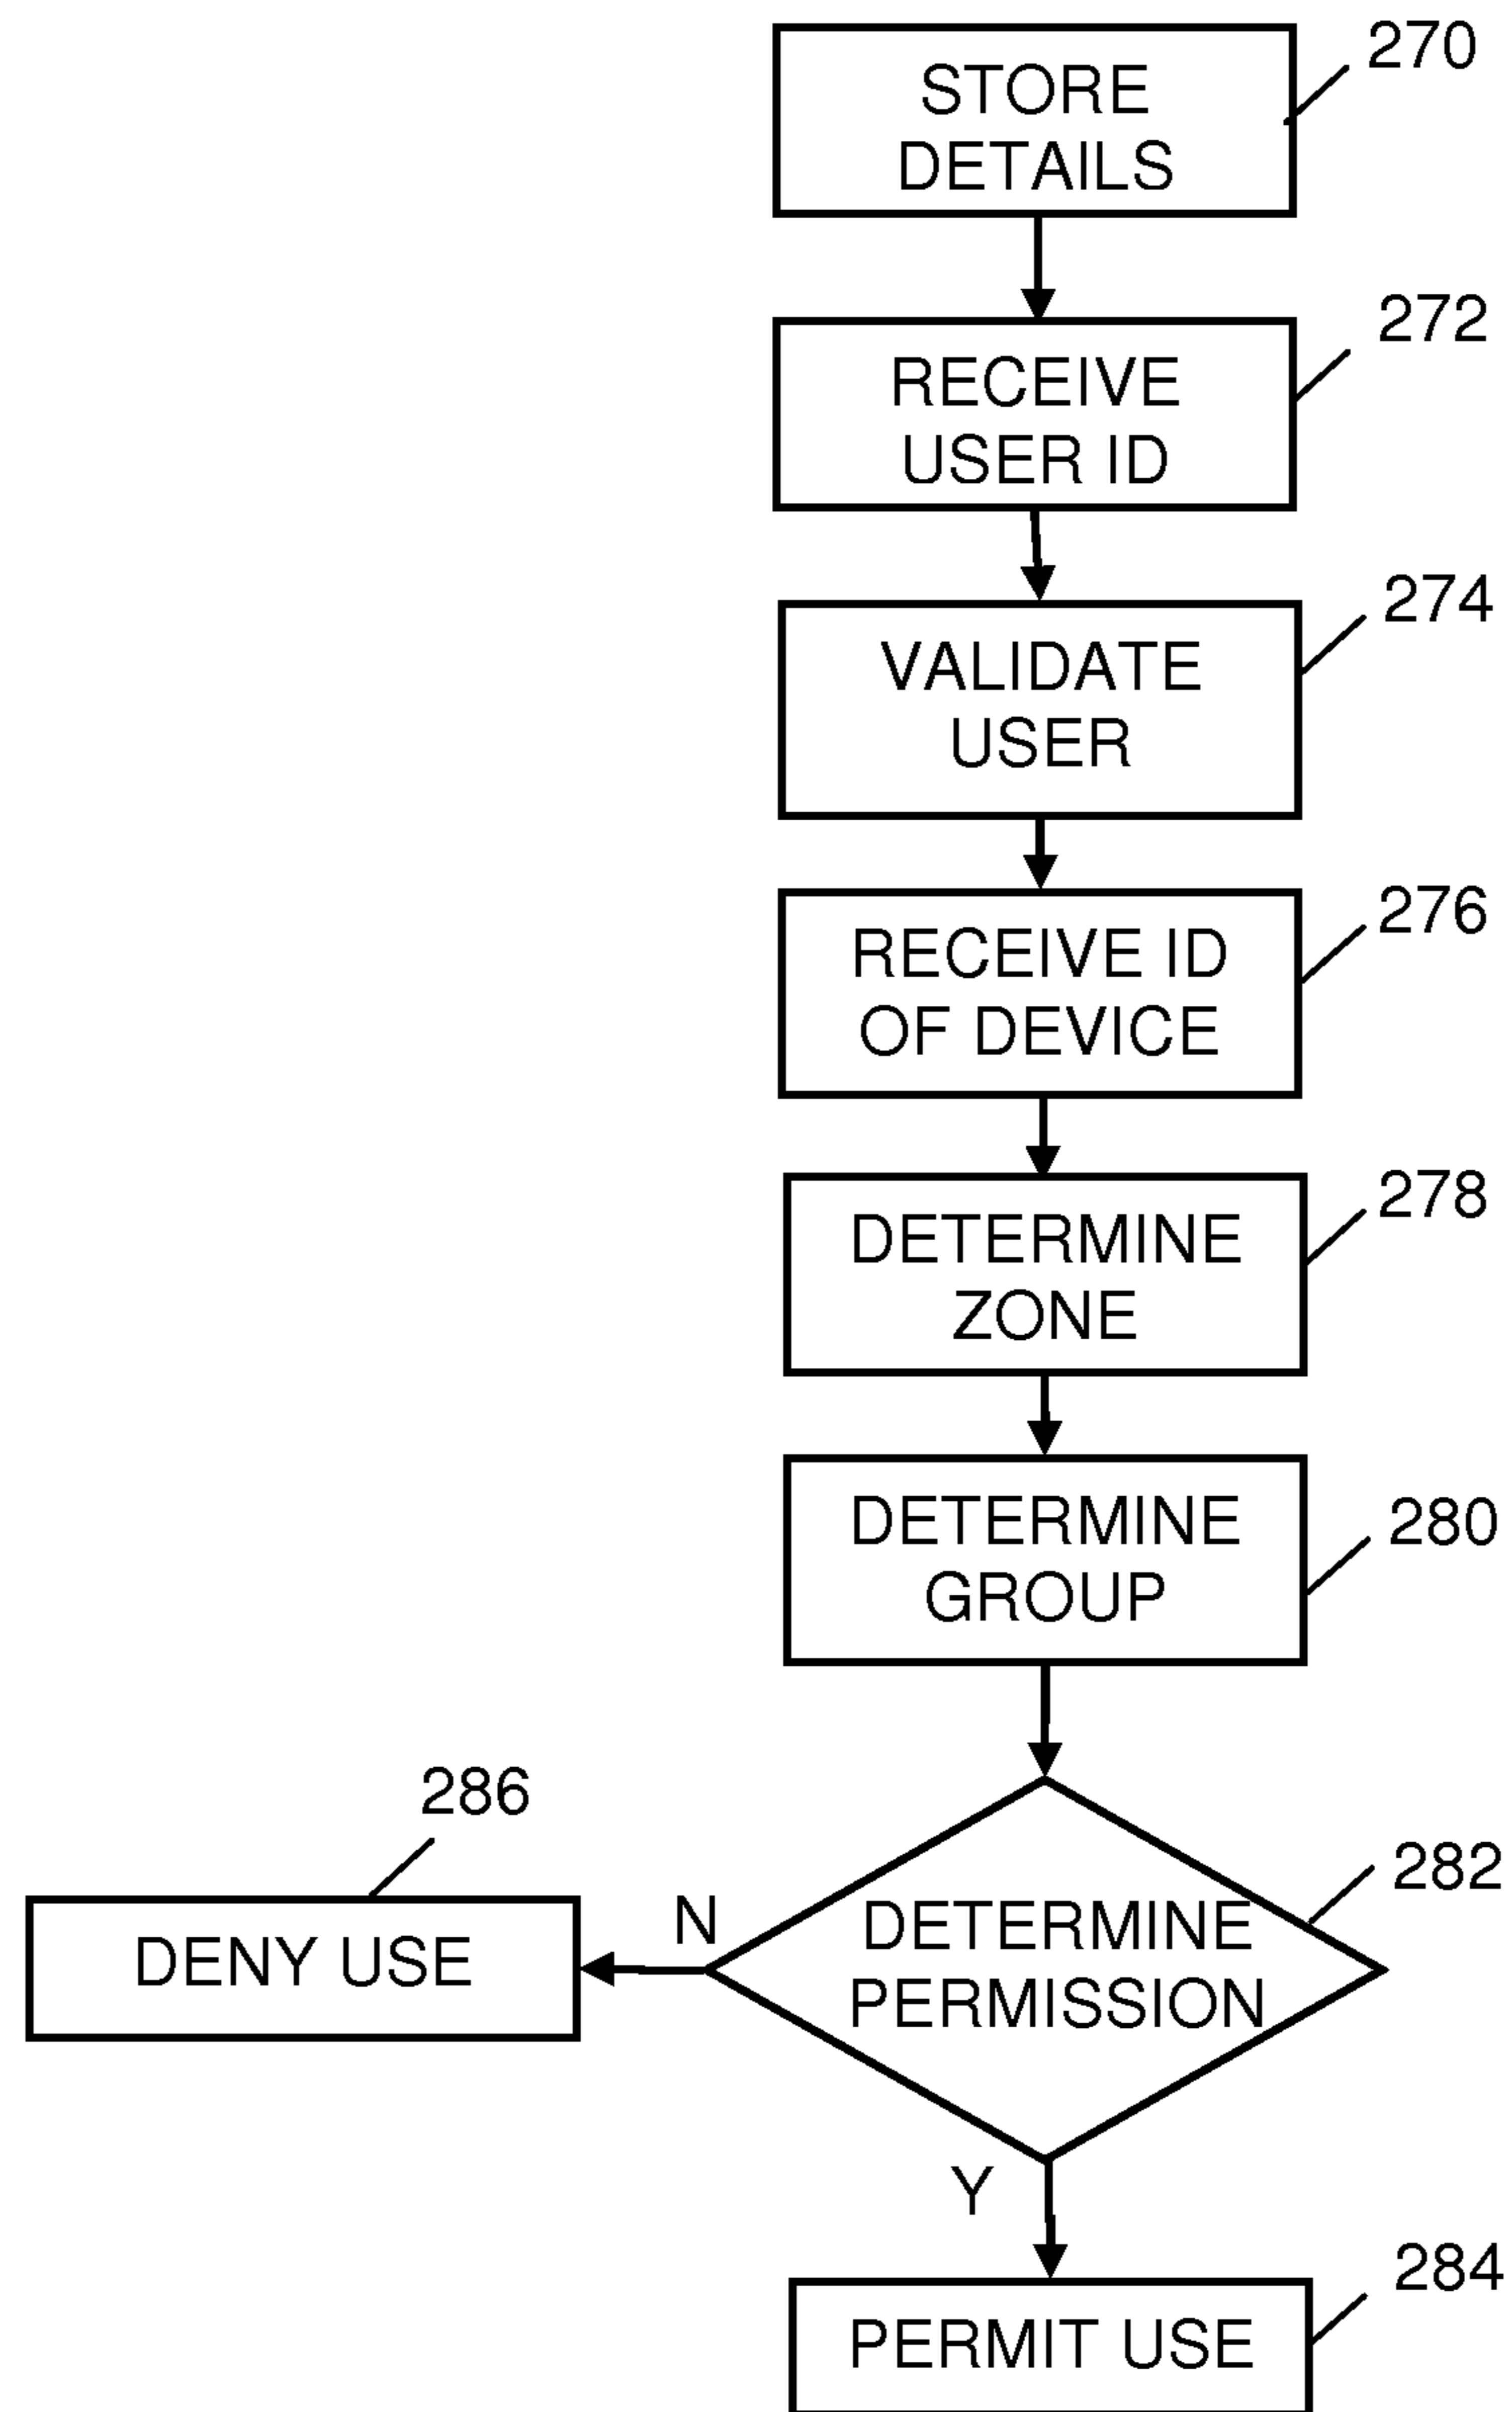 270
STORE
DETAILS
272
RECEIVE
USER ID
274
VALIDATE
USER
276
RECEIVE ID
OF DEVICE
278
DETERMINE
ZONE
280
DETERMINE
GROUP
286
282
DENY USE
N
DETERMINE
PERMISSION
Y
284
PERMIT USE